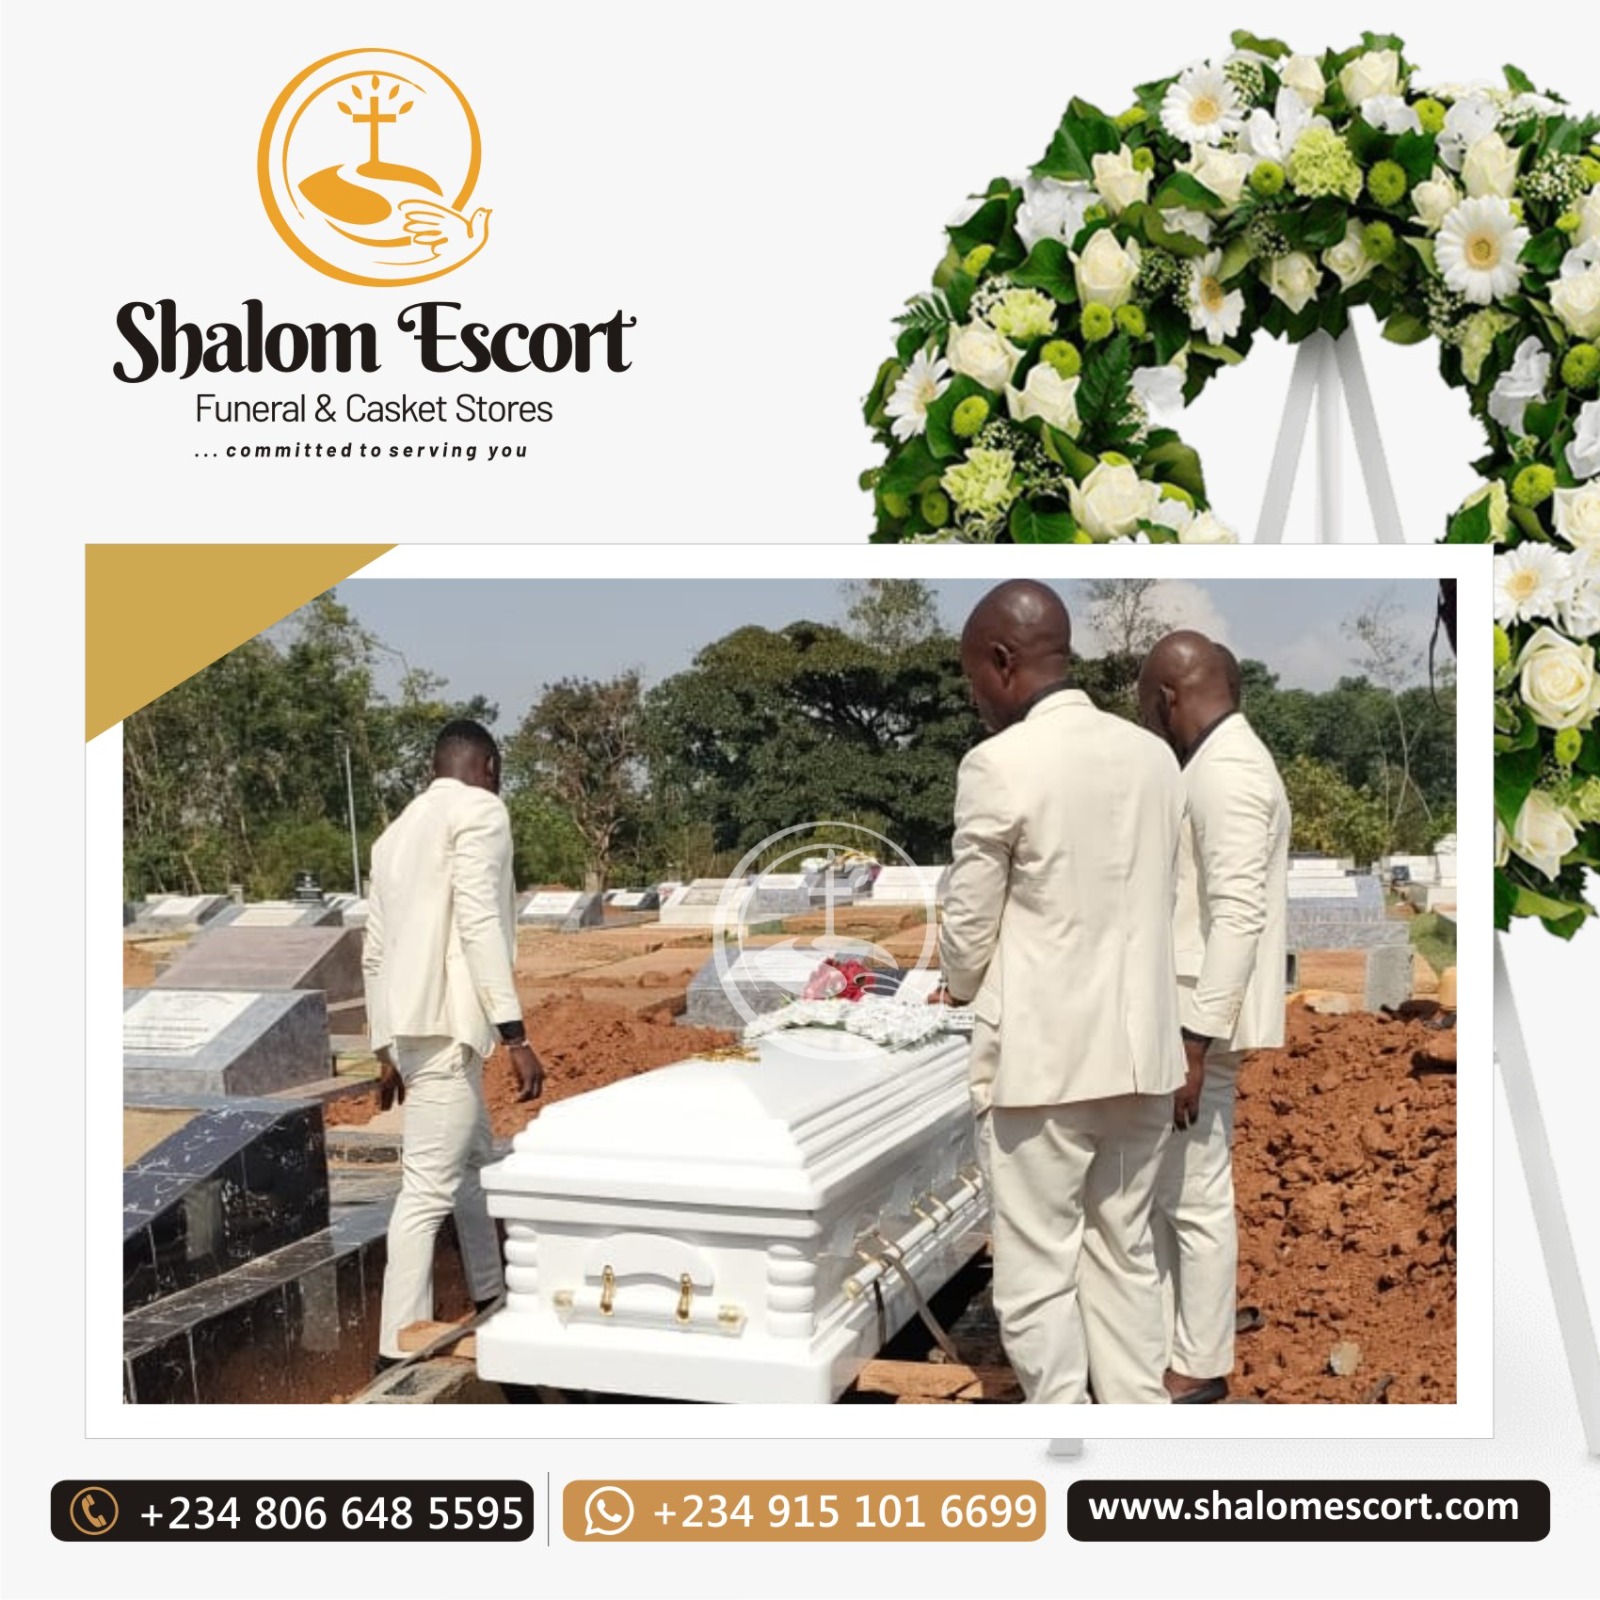 Shalom Escort
Funeral & Casket Stores
... committed to serving you
+234 806 648 5595
+234 915 101 6699
www.shalomescort.com